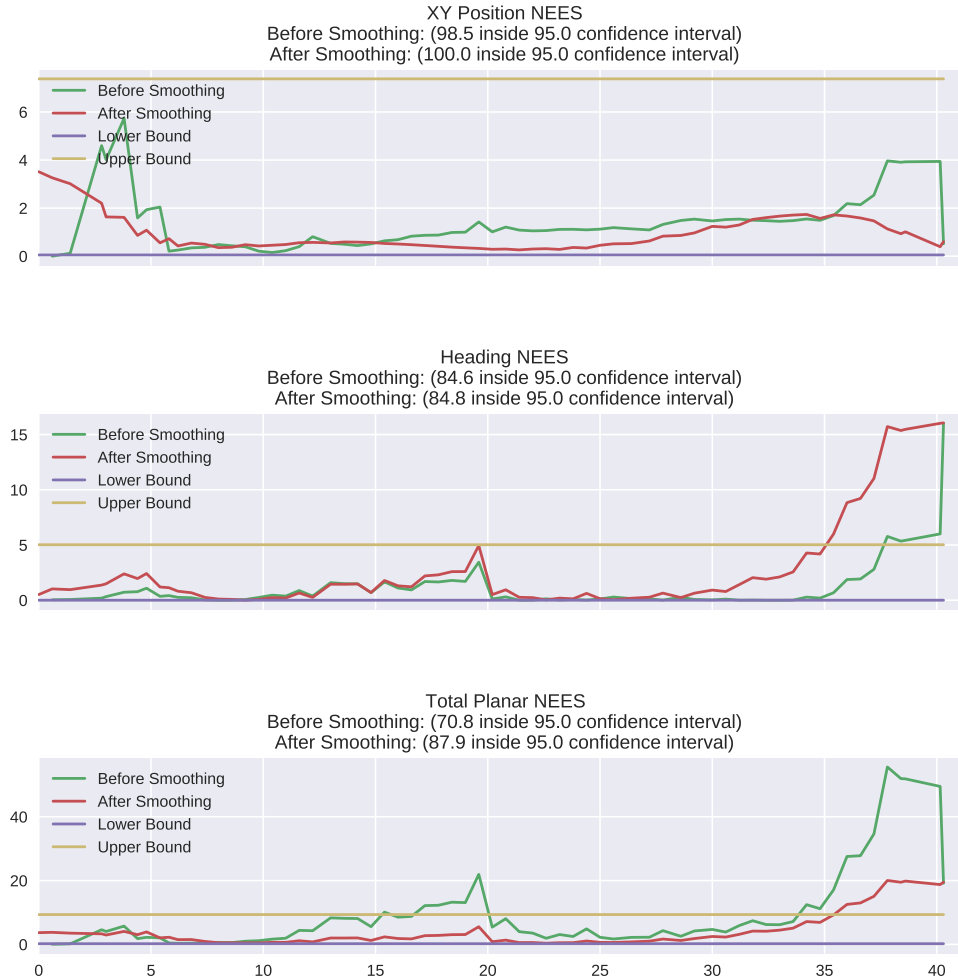 XY Position NEES
Before Smoothing: (98.5 inside 95.0 confidence interval)
After Smoothing: (100.0 inside 95.0 confidence interval)
Before Smoothing
After Smoothing
Lower Bound
Upper Bound
6
4
2
0
Heading NEES
Before Smoothing: (84.6 inside 95.0 confidence interval)
After Smoothing: (84.8 inside 95.0 confidence interval)
Before Smoothing
After Smoothing
Lower Bound
Upper Bound
15
10
5
0
Total Planar NEES
Before Smoothing: (70.8 inside 95.0 confidence interval)
After Smoothing: (87.9 inside 95.0 confidence interval)
Before Smoothing
After Smoothing
Lower Bound
Upper Bound
40
20
0
0 5 10 15 20 25 30 35 40